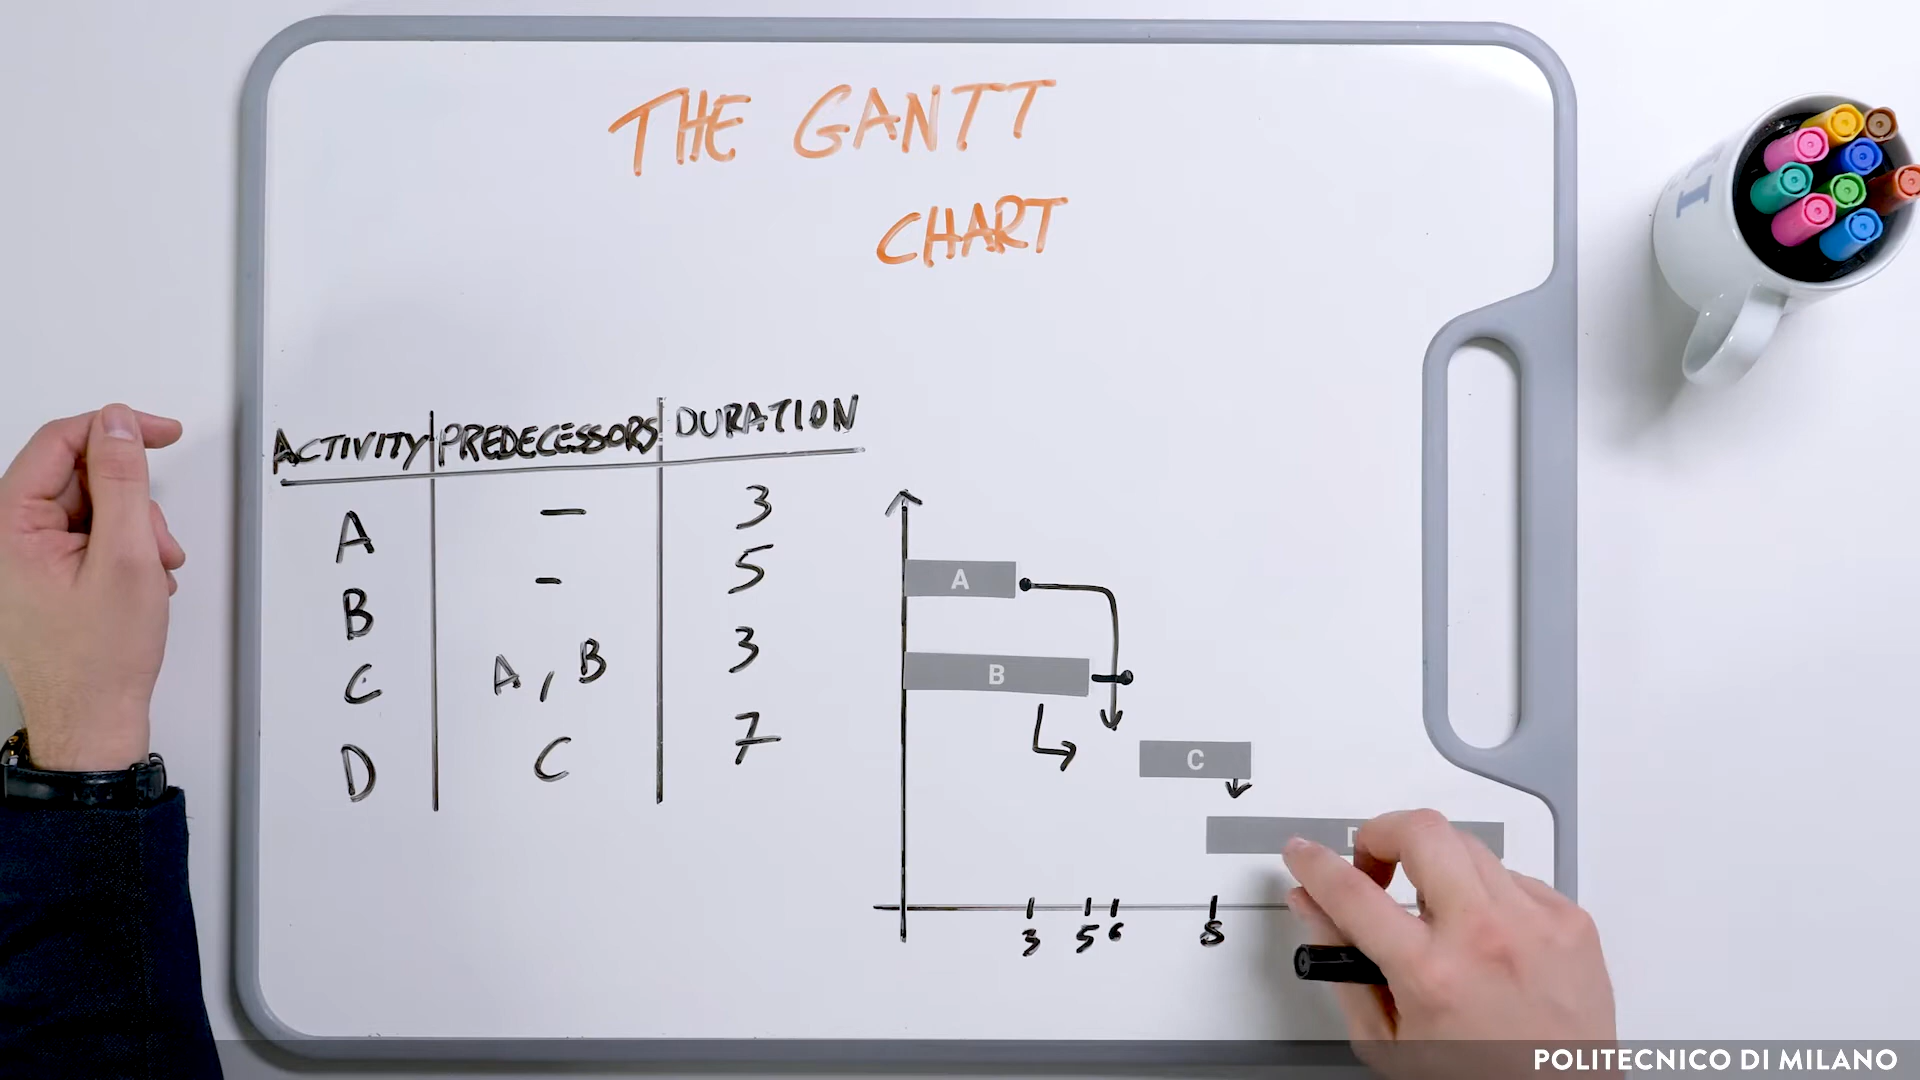 THE GANTT
CHART
ACTIVITY PREDECESSORS DURATION
A - 3
B - 5
C A, B 3
D C 7
A
B
C
D
3 5 6 8
POLITECNICO DI MILANO